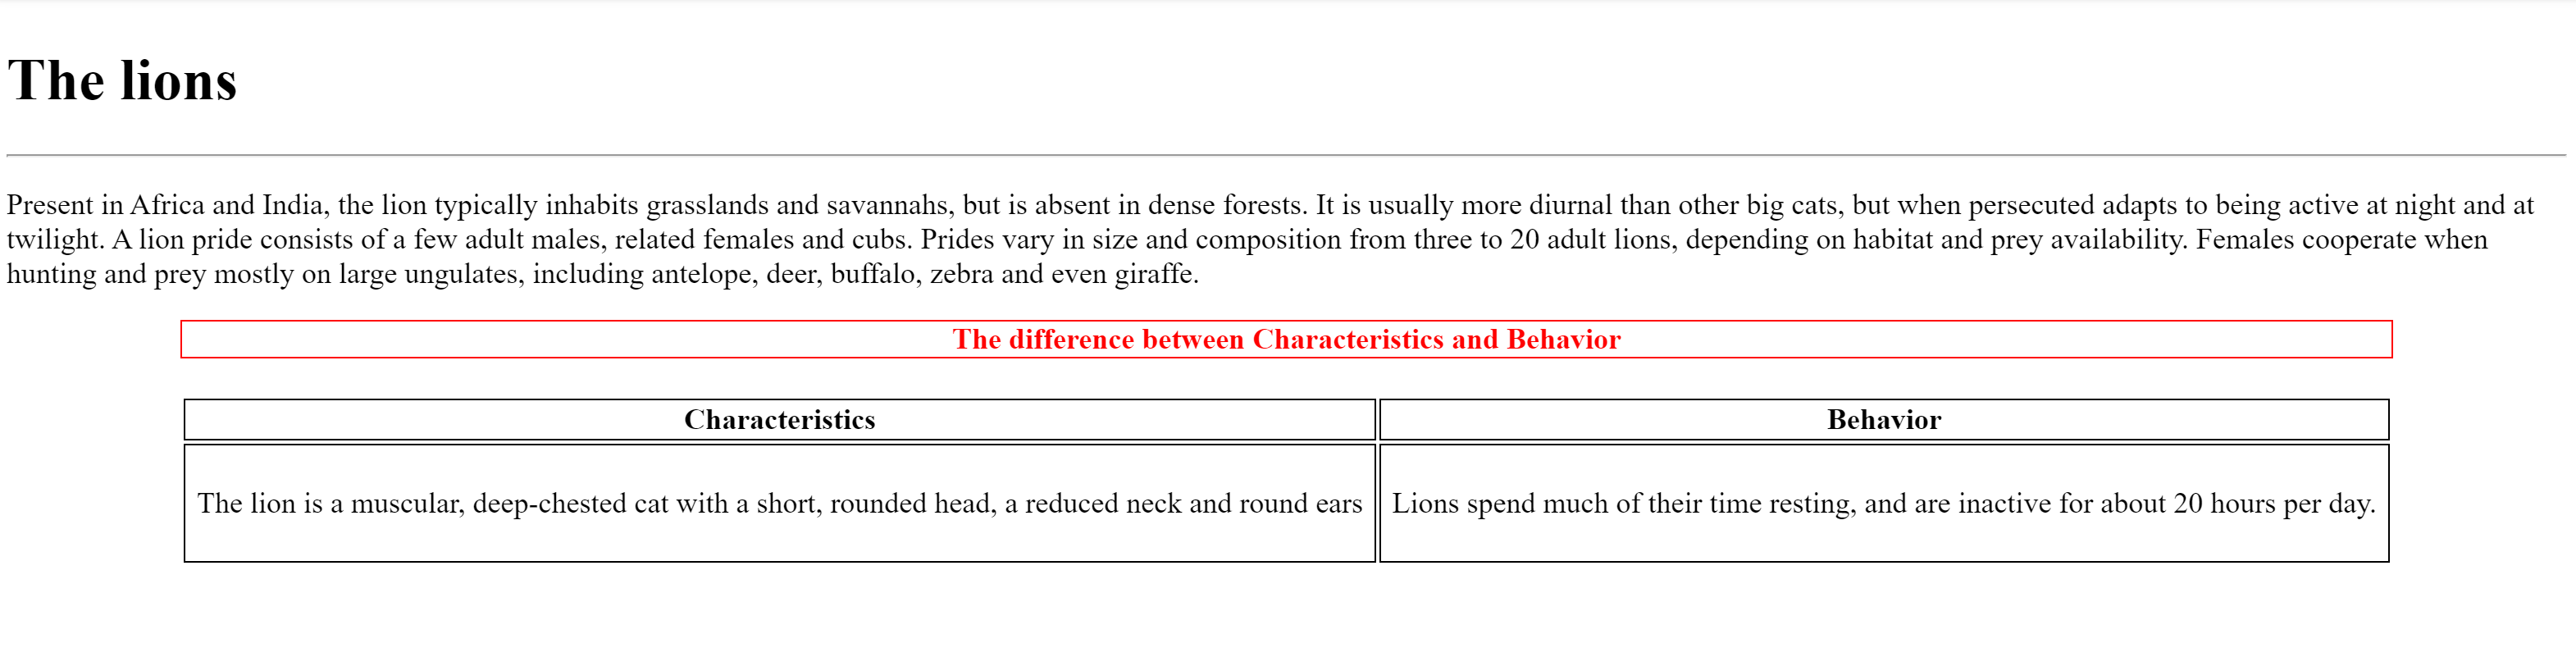 The lions
Present in Africa and India, the lion typically inhabits grasslands and savannahs, but is absent in dense forests. It is usually more diurnal than other big cats, but when persecuted adapts to being active at night and at
twilight. A lion pride consists of a few adult males, related females and cubs. Prides vary in size and composition from three to 20 adult lions, depending on habitat and prey availability. Females cooperate when
hunting and prey mostly on large ungulates, including antelope, deer, buffalo, zebra and even giraffe.
The difference between Characteristics and Behavior
Characteristics Behavior
The lion is a muscular, deep-chested cat with a short, rounded head, a reduced neck and round ears Lions spend much of their time resting, and are inactive for about 20 hours per day.